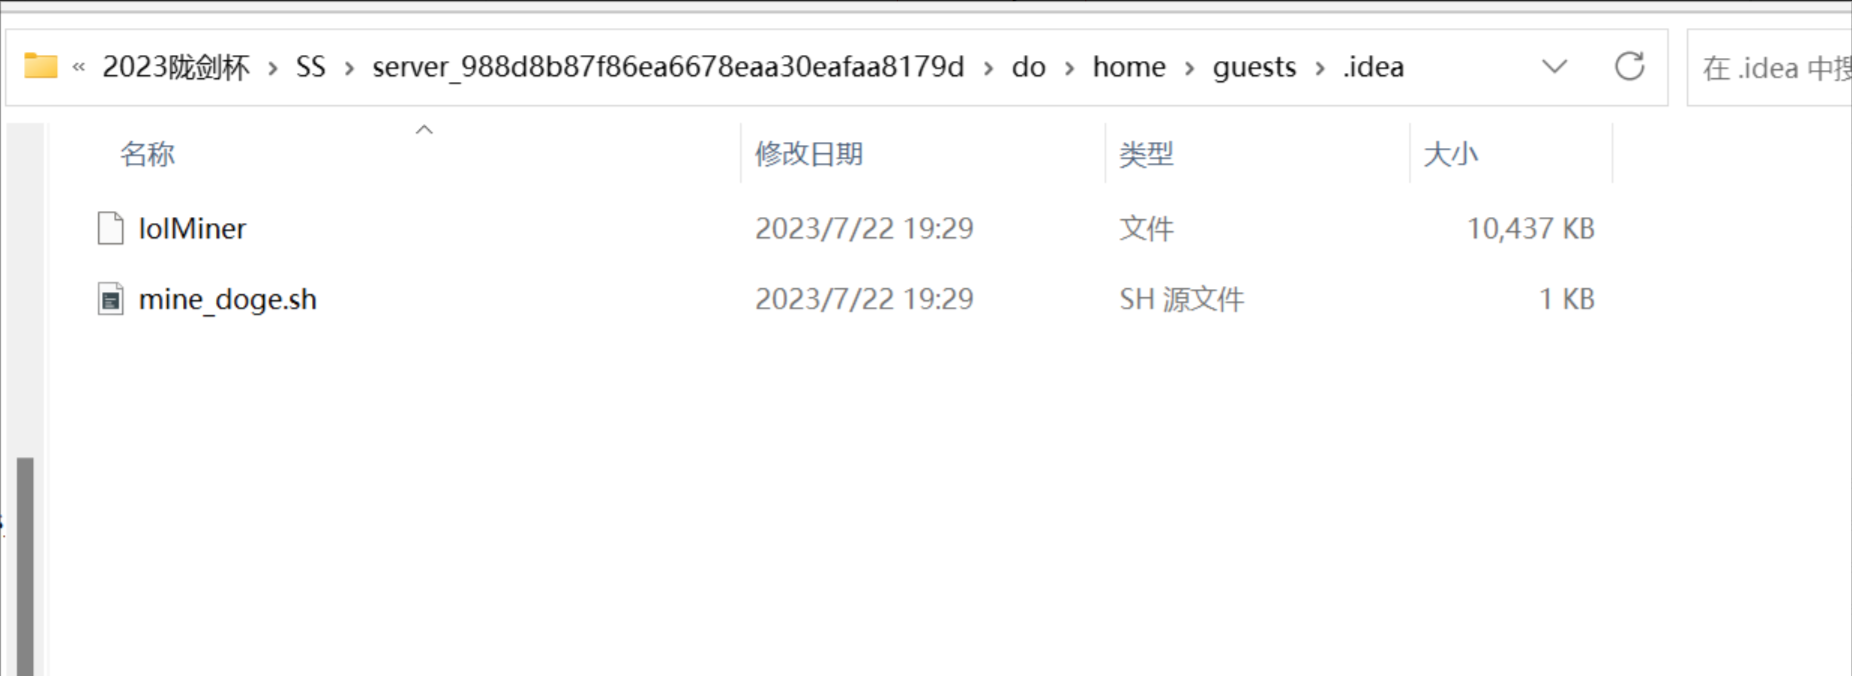 « 2023陇剑杯 › SS › server_988d8b87f86ea6678eaa30eafaa8179d › do › home › guests › .idea 在 .idea 中搜
名称 修改日期 类型 大小
lolMiner 2023/7/22 19:29 文件 10,437 KB
mine_doge.sh 2023/7/22 19:29 SH 源文件 1 KB